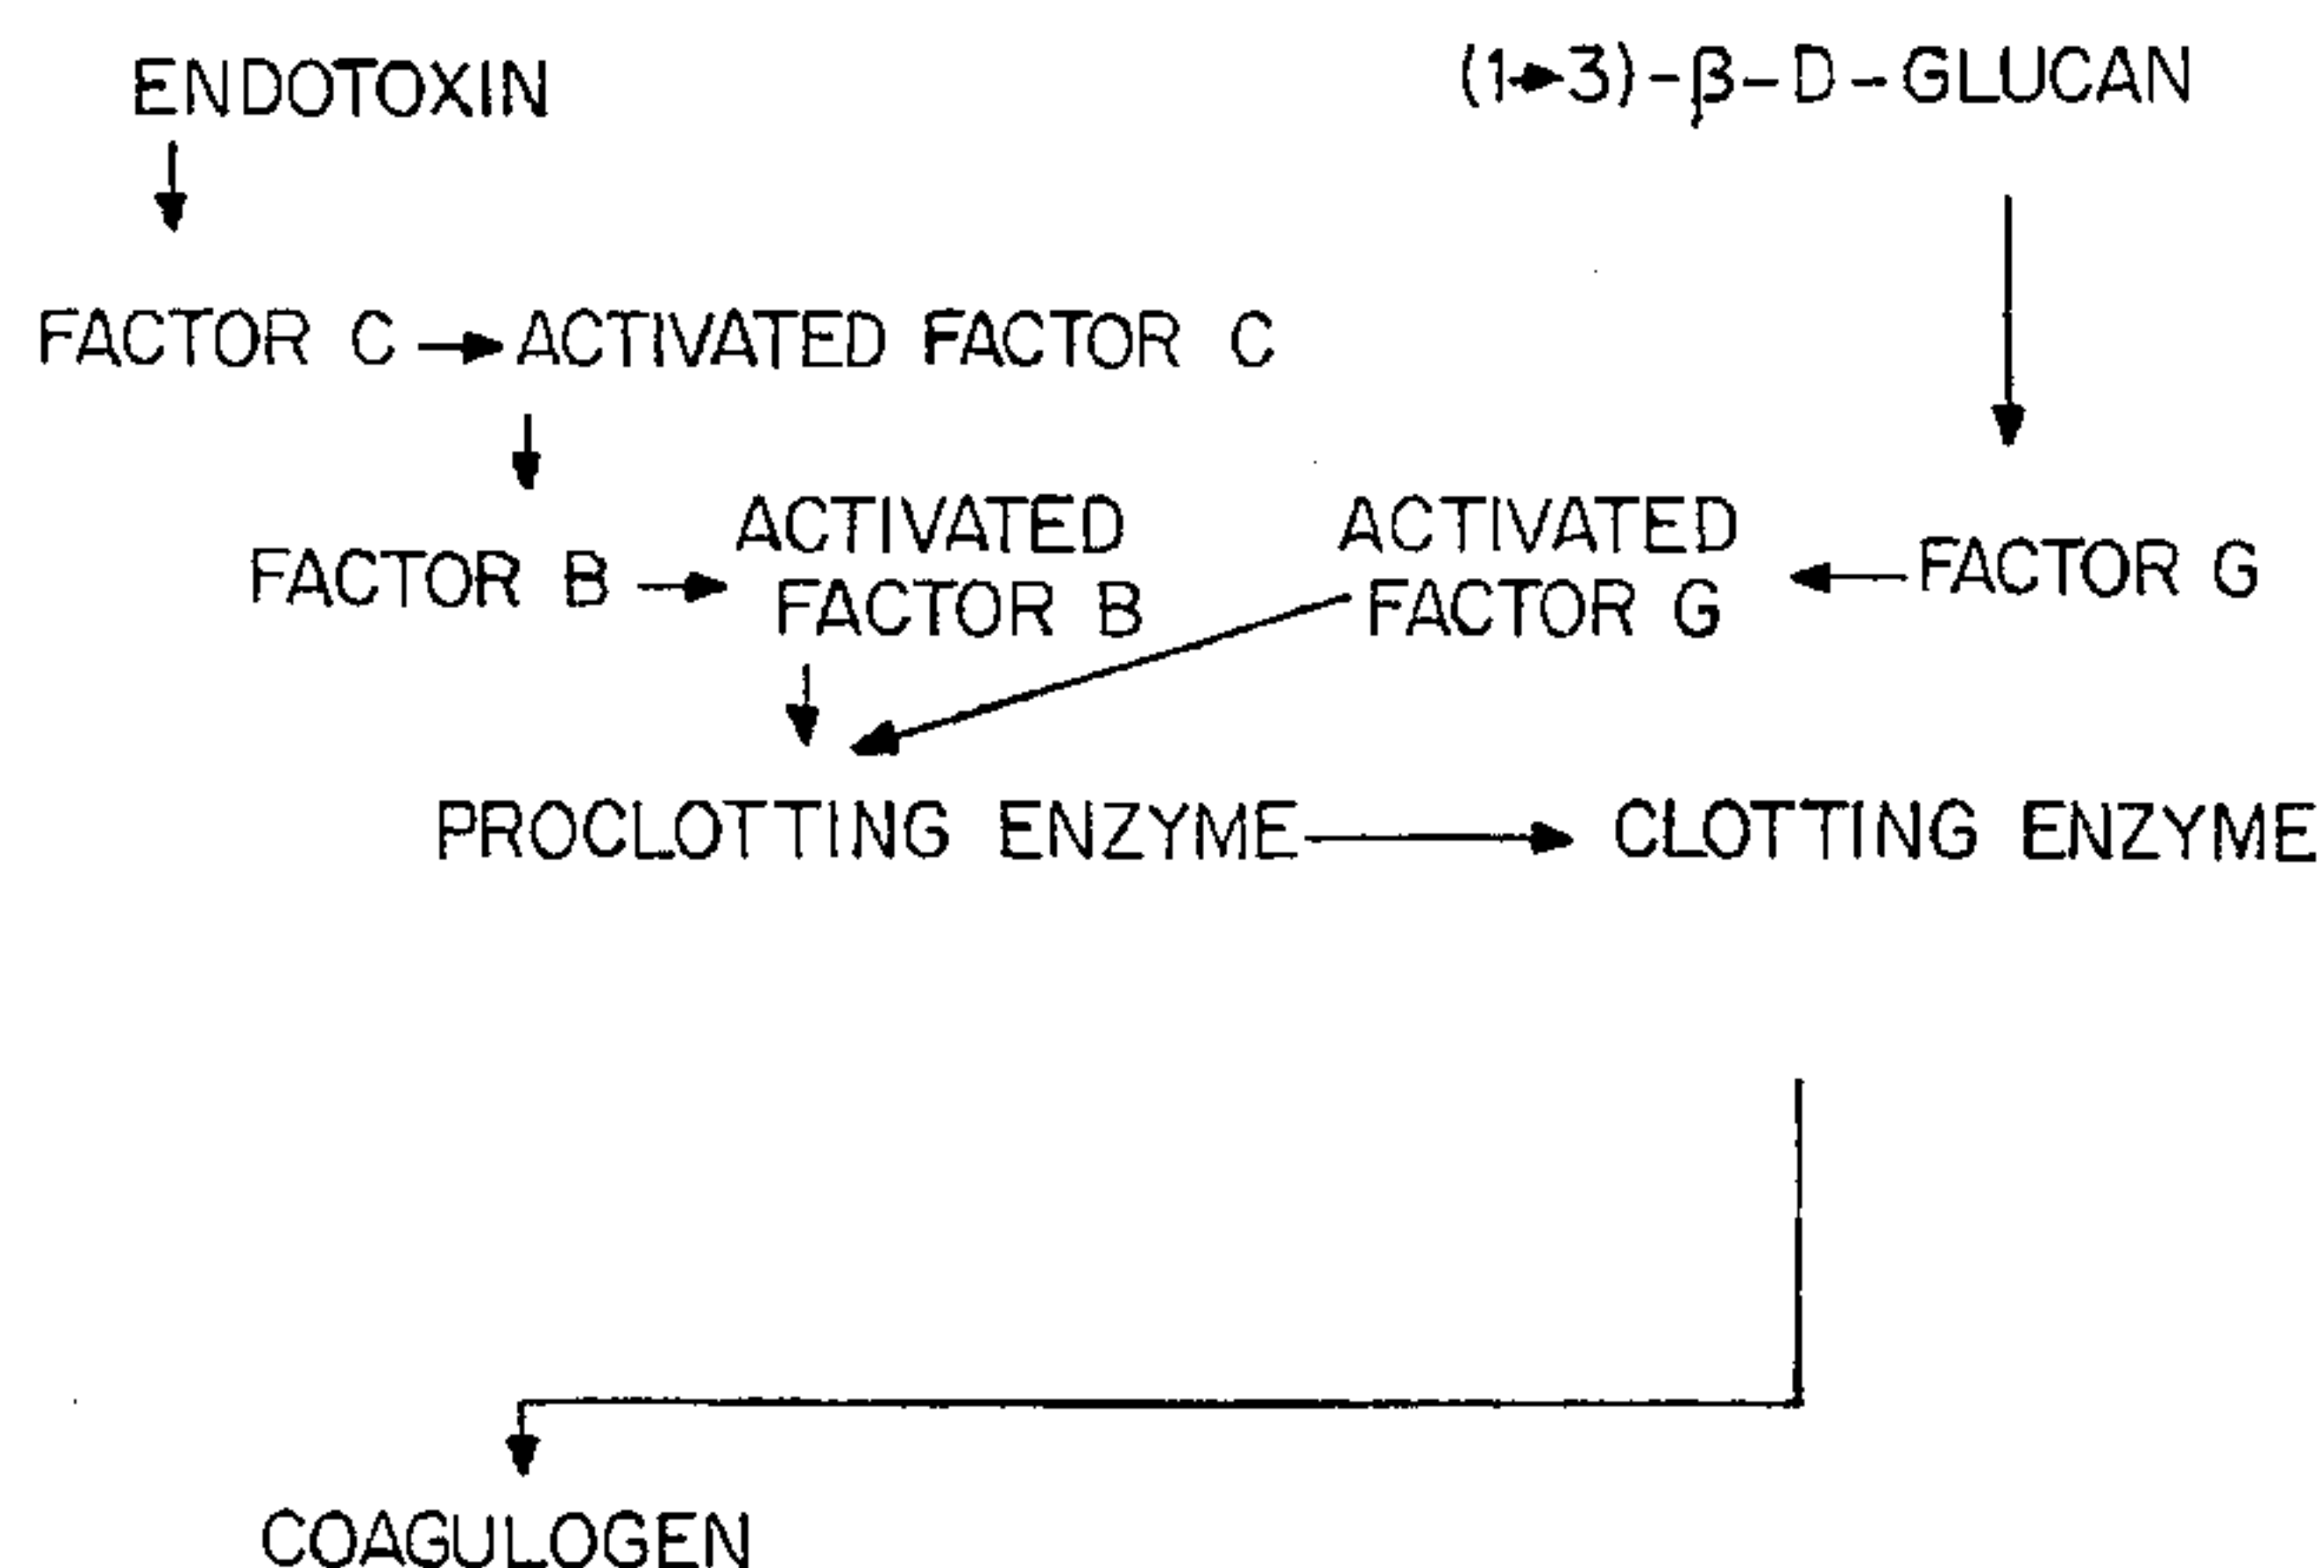 ENDOTOXIN
(1→3)-β-D-GLUCAN
FACTOR C → ACTIVATED FACTOR C
FACTOR B
ACTIVATED
FACTOR B
ACTIVATED
FACTOR G
FACTOR G
PROCLOTTING ENZYME → CLOTTING ENZYME
COAGULOGEN